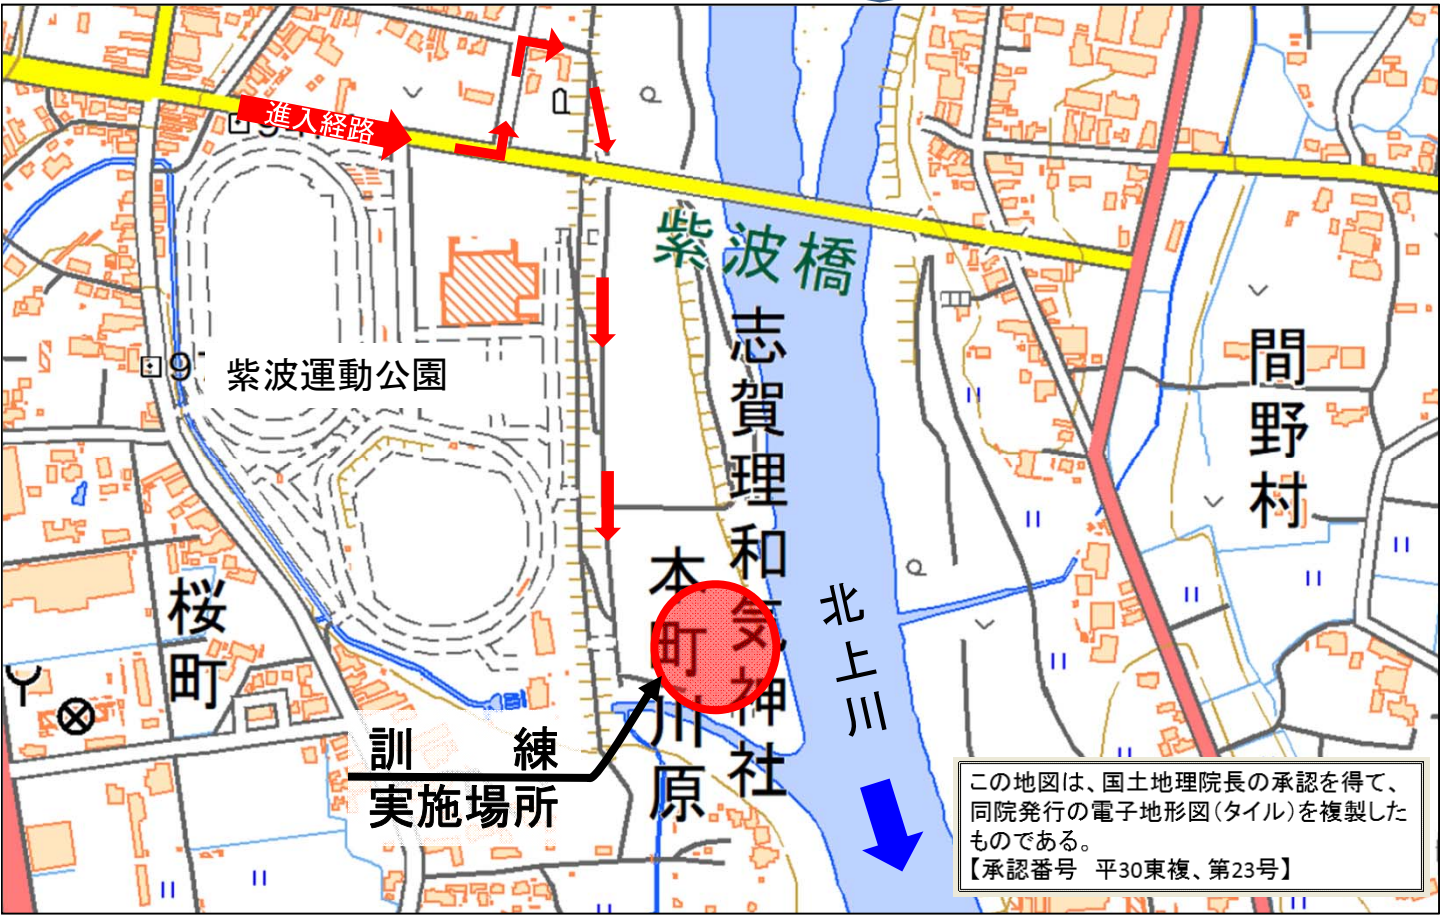 進入経路
紫波橋
志賀理和気神社
紫波運動公園
間野村
本町川原
北上川
桜町
訓練
実施場所
この地図は、国土地理院長の承認を得て、
同院発行の電子地形図(タイル)を複製した
ものである。
【承認番号　平30東複、第23号】